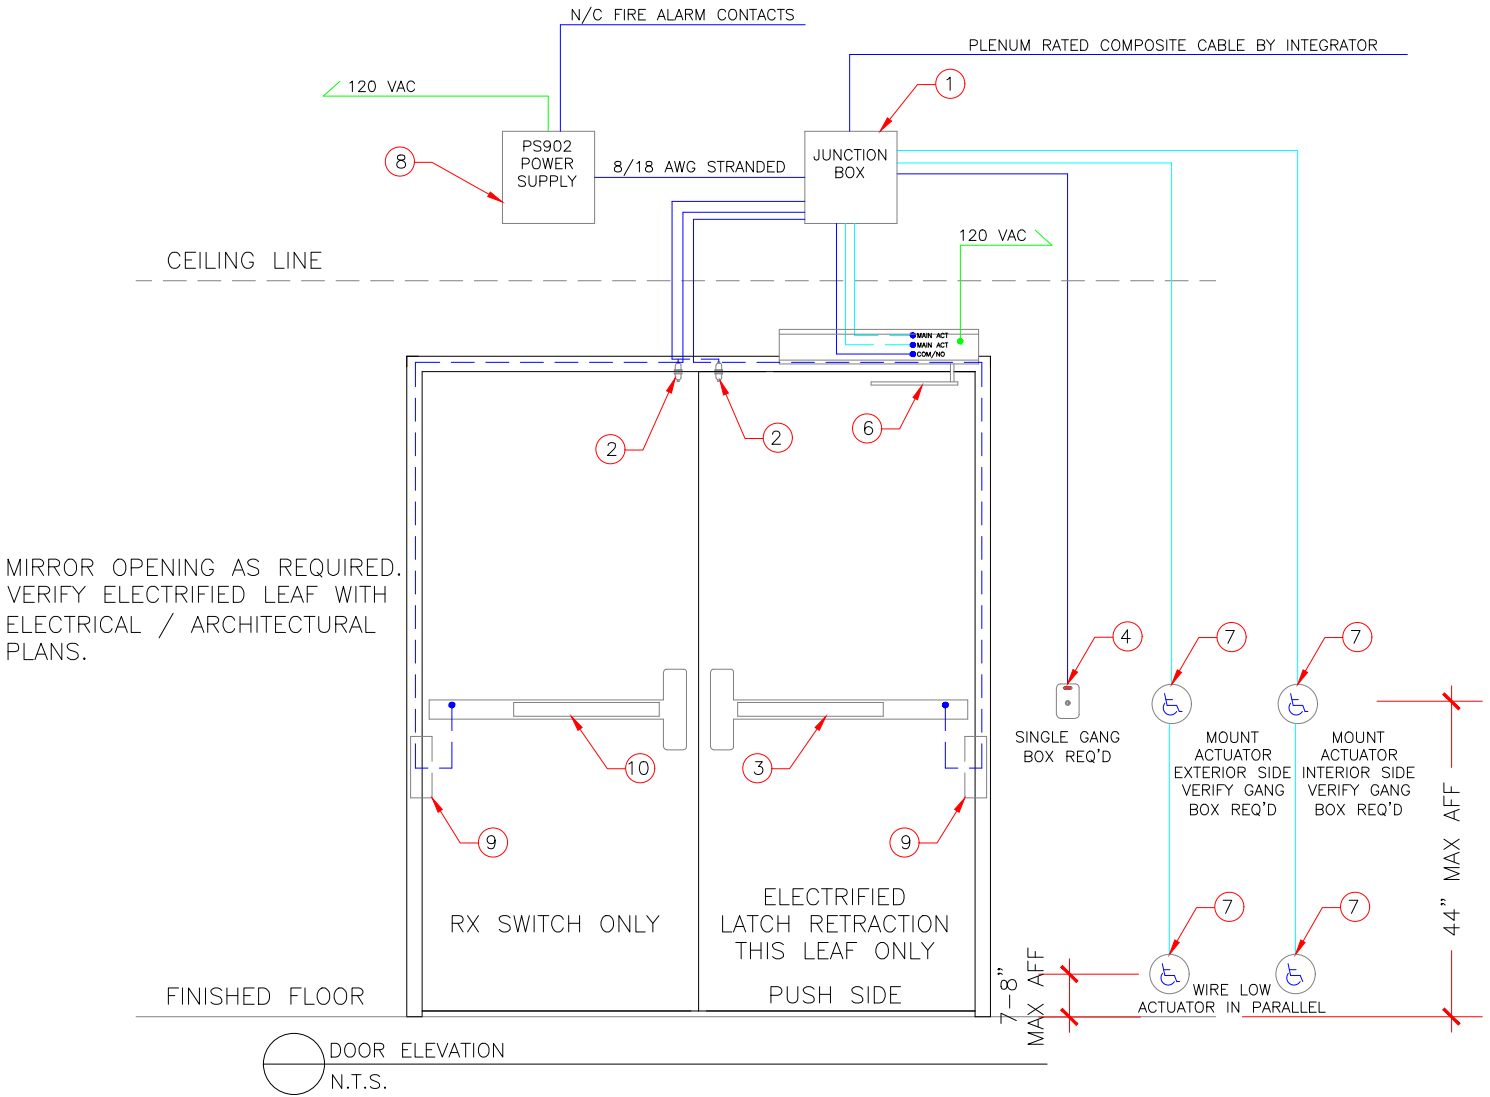 N/C FIRE ALARM CONTACTS
PLENUM RATED COMPOSITE CABLE BY INTEGRATOR
120 VAC
1
PS902
POWER
SUPPLY
8
8/18 AWG STRANDED
JUNCTION
BOX
120 VAC
CEILING LINE
MAIN ACT
MAIN ACT
COM/NO
2
2
6
MIRROR OPENING AS REQUIRED.
VERIFY ELECTRIFIED LEAF WITH
ELECTRICAL / ARCHITECTURAL
PLANS.
4
7
7
SINGLE GANG
BOX REQ'D
MOUNT
ACTUATOR
EXTERIOR SIDE
VERIFY GANG
BOX REQ'D
MOUNT
ACTUATOR
INTERIOR SIDE
VERIFY GANG
BOX REQ'D
10
3
9
9
44" MAX AFF
RX SWITCH ONLY
ELECTRIFIED
LATCH RETRACTION
THIS LEAF ONLY
7
7
7-8"
MAX AFF
FINISHED FLOOR
PUSH SIDE
WIRE LOW
ACTUATOR IN PARALLEL
DOOR ELEVATION
N.T.S.